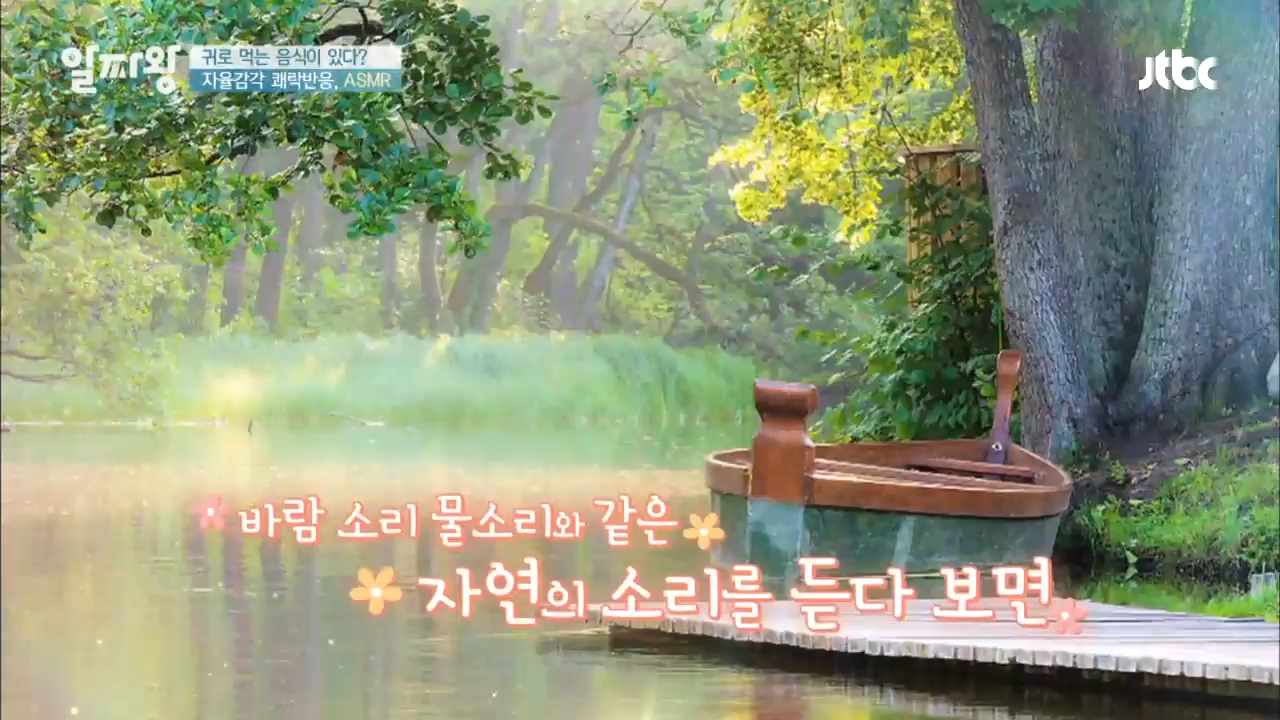 알짜왕
귀로 먹는 음식이 있다?
자율감각 쾌락반응, ASMR
jtbc
바람 소리 물소리와 같은
자연의 소리를 듣다 보면